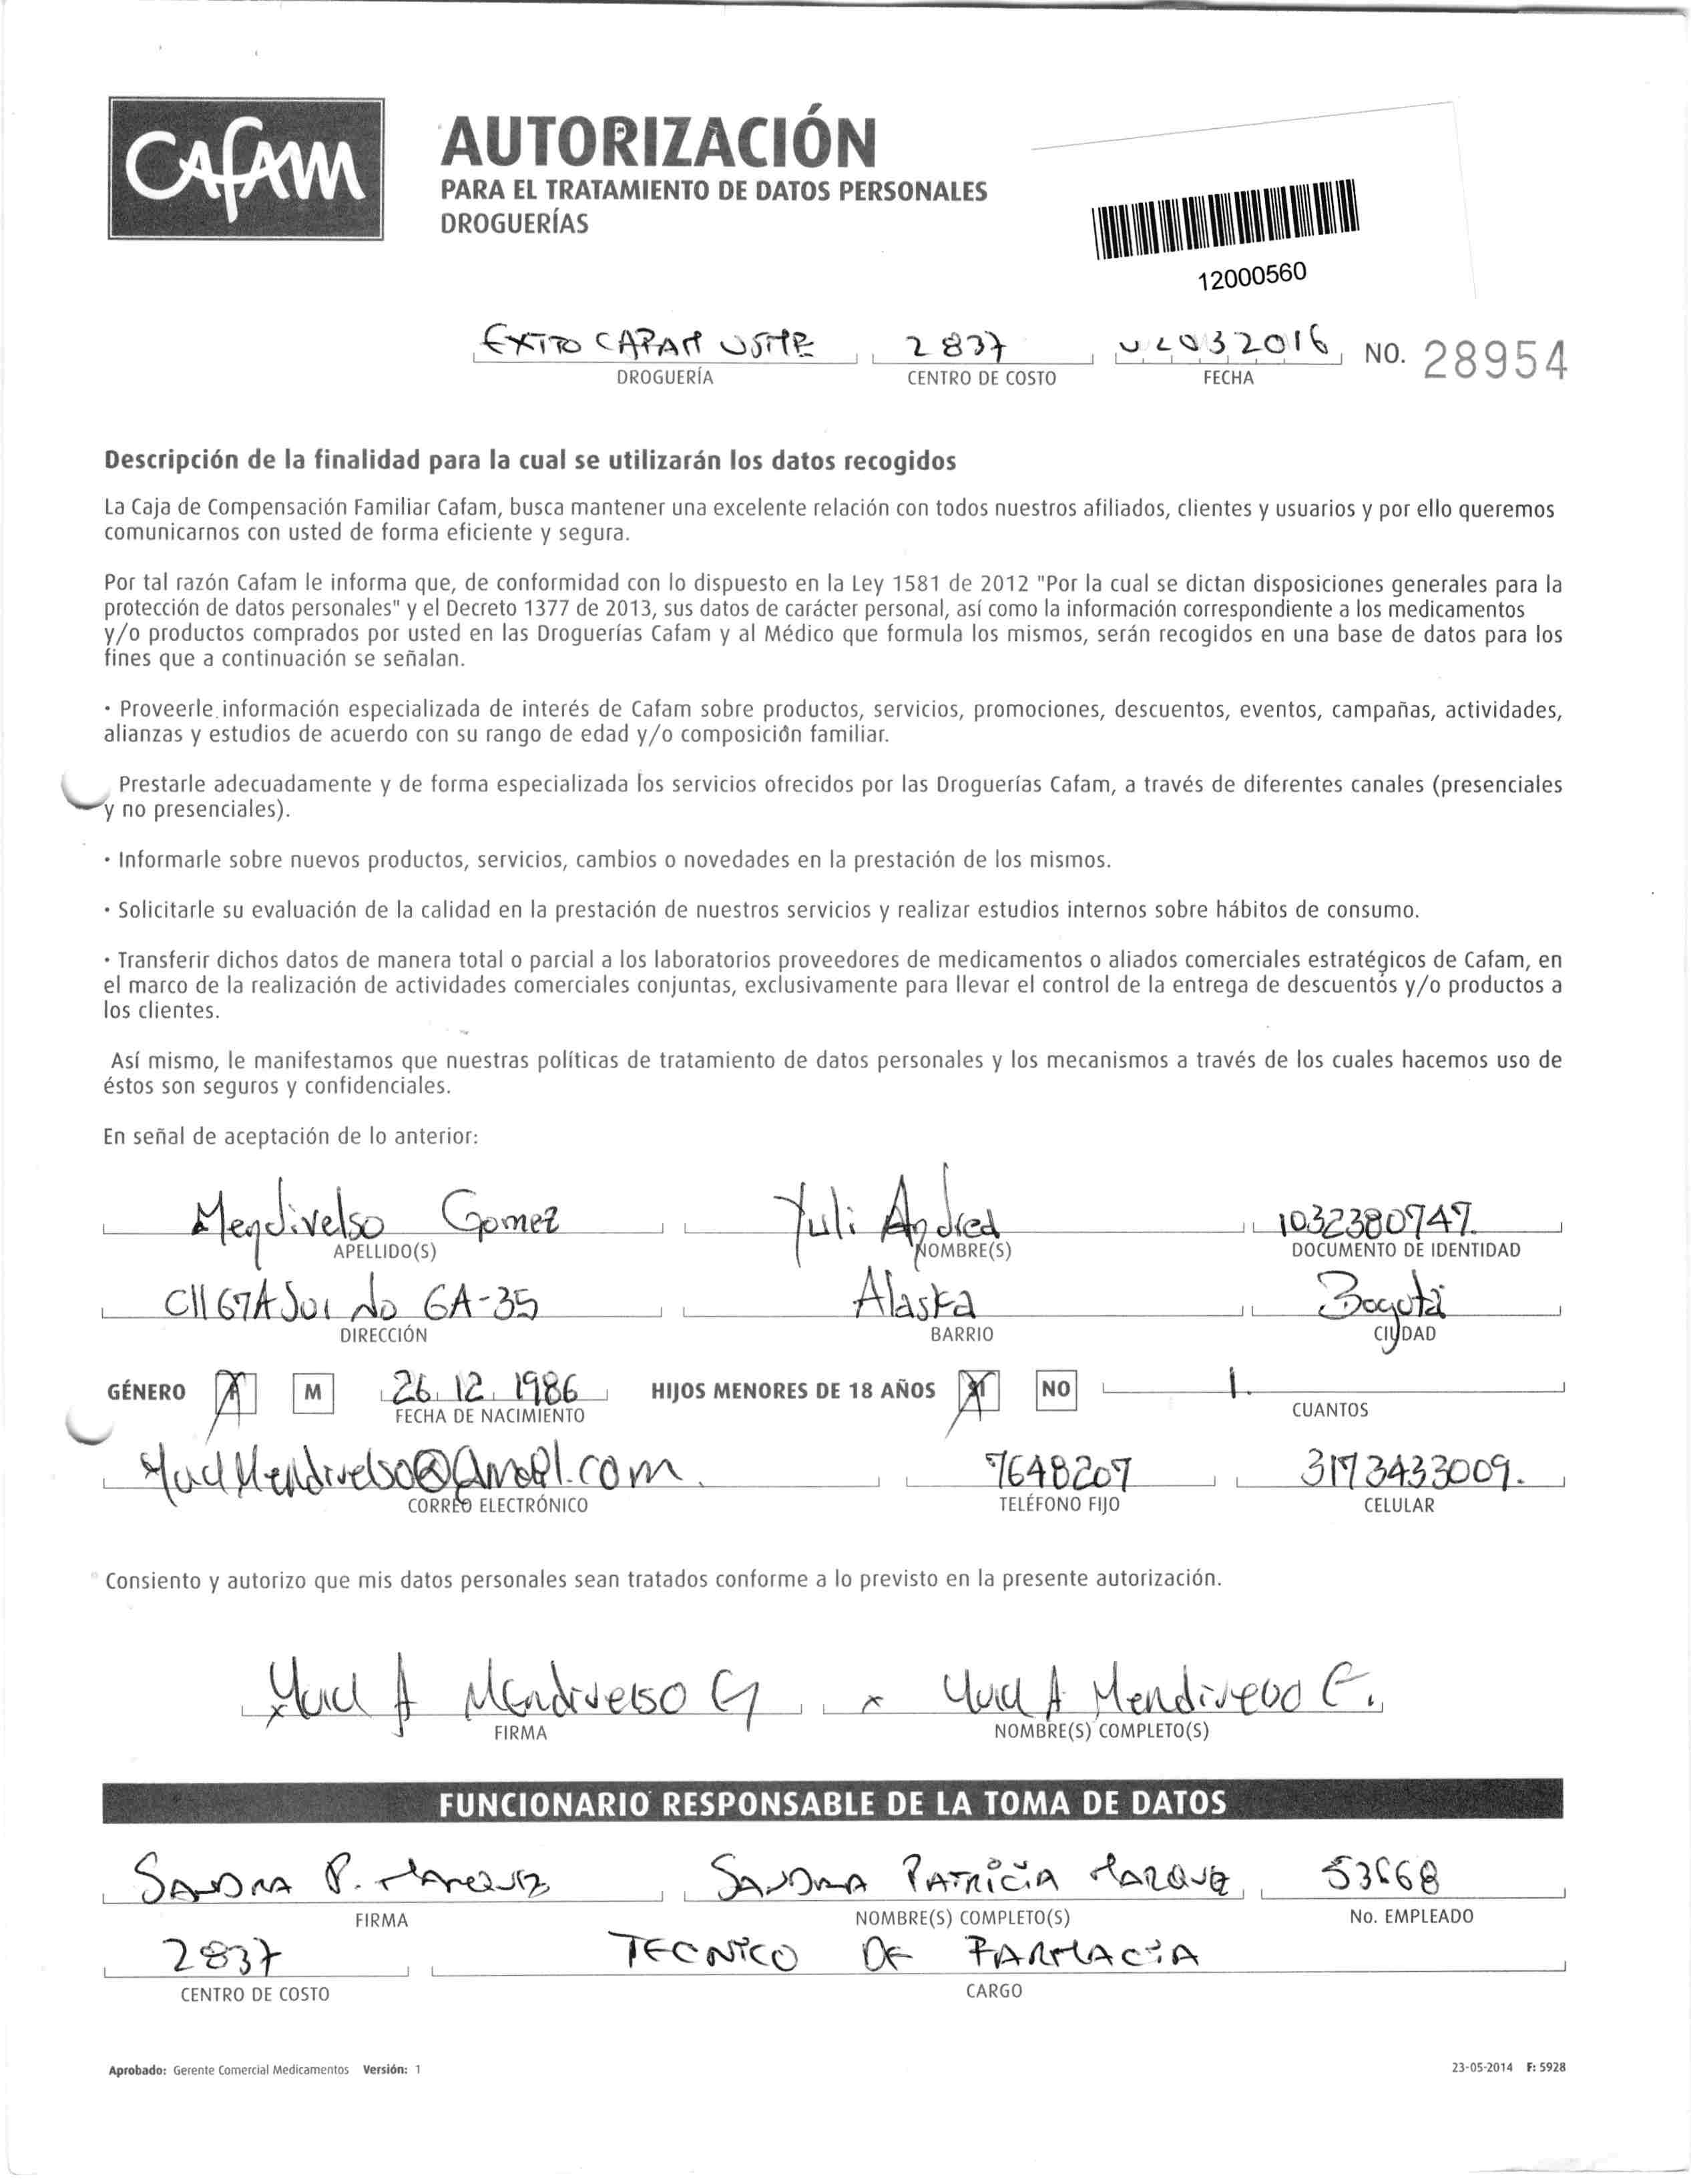 CAFAM
AUTORIZACIÓN
PARA EL TRATAMIENTO DE DATOS PERSONALES
DROGUERÍAS
12000560
EXITO CAFAM USME 2837 032016 NO. 28954
DROGUERÍA CENTRO DE COSTO FECHA
Descripción de la finalidad para la cual se utilizarán los datos recogidos
La Caja de Compensación Familiar Cafam, busca mantener una excelente relación con todos nuestros afiliados, clientes y usuarios y por ello queremos
comunicarnos con usted de forma eficiente y segura.
Por tal razón Cafam le informa que, de conformidad con lo dispuesto en la Ley 1581 de 2012 "Por la cual se dictan disposiciones generales para la
protección de datos personales" y el Decreto 1377 de 2013, sus datos de carácter personal, así como la información correspondiente a los medicamentos
y/o productos comprados por usted en las Droguerías Cafam y al Médico que formula los mismos, serán recogidos en una base de datos para los
fines que a continuación se señalan.
· Proveerle información especializada de interés de Cafam sobre productos, servicios, promociones, descuentos, eventos, campañas, actividades,
alianzas y estudios de acuerdo con su rango de edad y/o composición familiar.
Prestarle adecuadamente y de forma especializada los servicios ofrecidos por las Droguerías Cafam, a través de diferentes canales (presenciales
y no presenciales).
· Informarle sobre nuevos productos, servicios, cambios o novedades en la prestación de los mismos.
· Solicitarle su evaluación de la calidad en la prestación de nuestros servicios y realizar estudios internos sobre hábitos de consumo.
· Transferir dichos datos de manera total o parcial a los laboratorios proveedores de medicamentos o aliados comerciales estratégicos de Cafam, en
el marco de la realización de actividades comerciales conjuntas, exclusivamente para llevar el control de la entrega de descuentos y/o productos a
los clientes.
Así mismo, le manifestamos que nuestras políticas de tratamiento de datos personales y los mecanismos a través de los cuales hacemos uso de
éstos son seguros y confidenciales.
En señal de aceptación de lo anterior:
Mendivelso Gomez Yuli Andrea 1032380747.
APELLIDO(S) NOMBRE(S) DOCUMENTO DE IDENTIDAD
Cll 67A Sur No 6A-35 Alaska Bogotá
DIRECCIÓN BARRIO CIUDAD
GÉNERO M 26 12 1986 HIJOS MENORES DE 18 AÑOS SI NO 1.
FECHA DE NACIMIENTO CUANTOS
7648207 3173433009.
CORREO ELECTRÓNICO TELÉFONO FIJO CELULAR
Consiento y autorizo que mis datos personales sean tratados conforme a lo previsto en la presente autorización.
A Mendivelso G x A Mendivelso G.
FIRMA NOMBRE(S) COMPLETO(S)
FUNCIONARIO RESPONSABLE DE LA TOMA DE DATOS
SANDRA P. MARQUEZ SANDRA PATRICIA MARQUEZ 53668
FIRMA NOMBRE(S) COMPLETO(S) No. EMPLEADO
2837 TECNICO DE FARMACIA
CENTRO DE COSTO CARGO
Aprobado: Gerente Comercial Medicamentos Versión: 1 23-05-2014 F: 5928